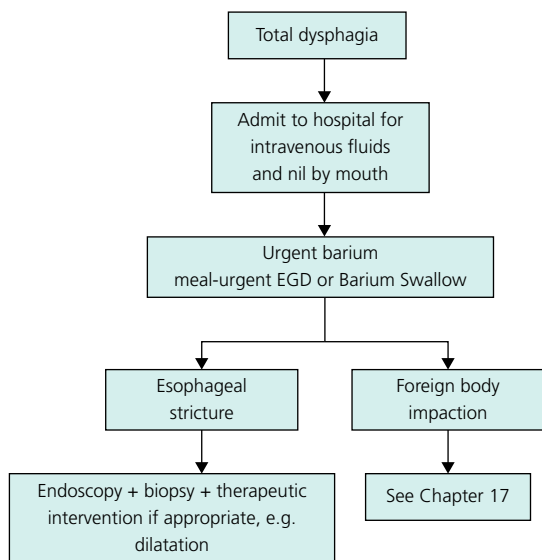 Total dysphagia
Admit to hospital for
intravenous fluids
and nil by mouth
Urgent barium
meal-urgent EGD or Barium Swallow
Esophageal
stricture
Foreign body
impaction
Endoscopy + biopsy + therapeutic
intervention if appropriate, e.g.
dilatation
See Chapter 17